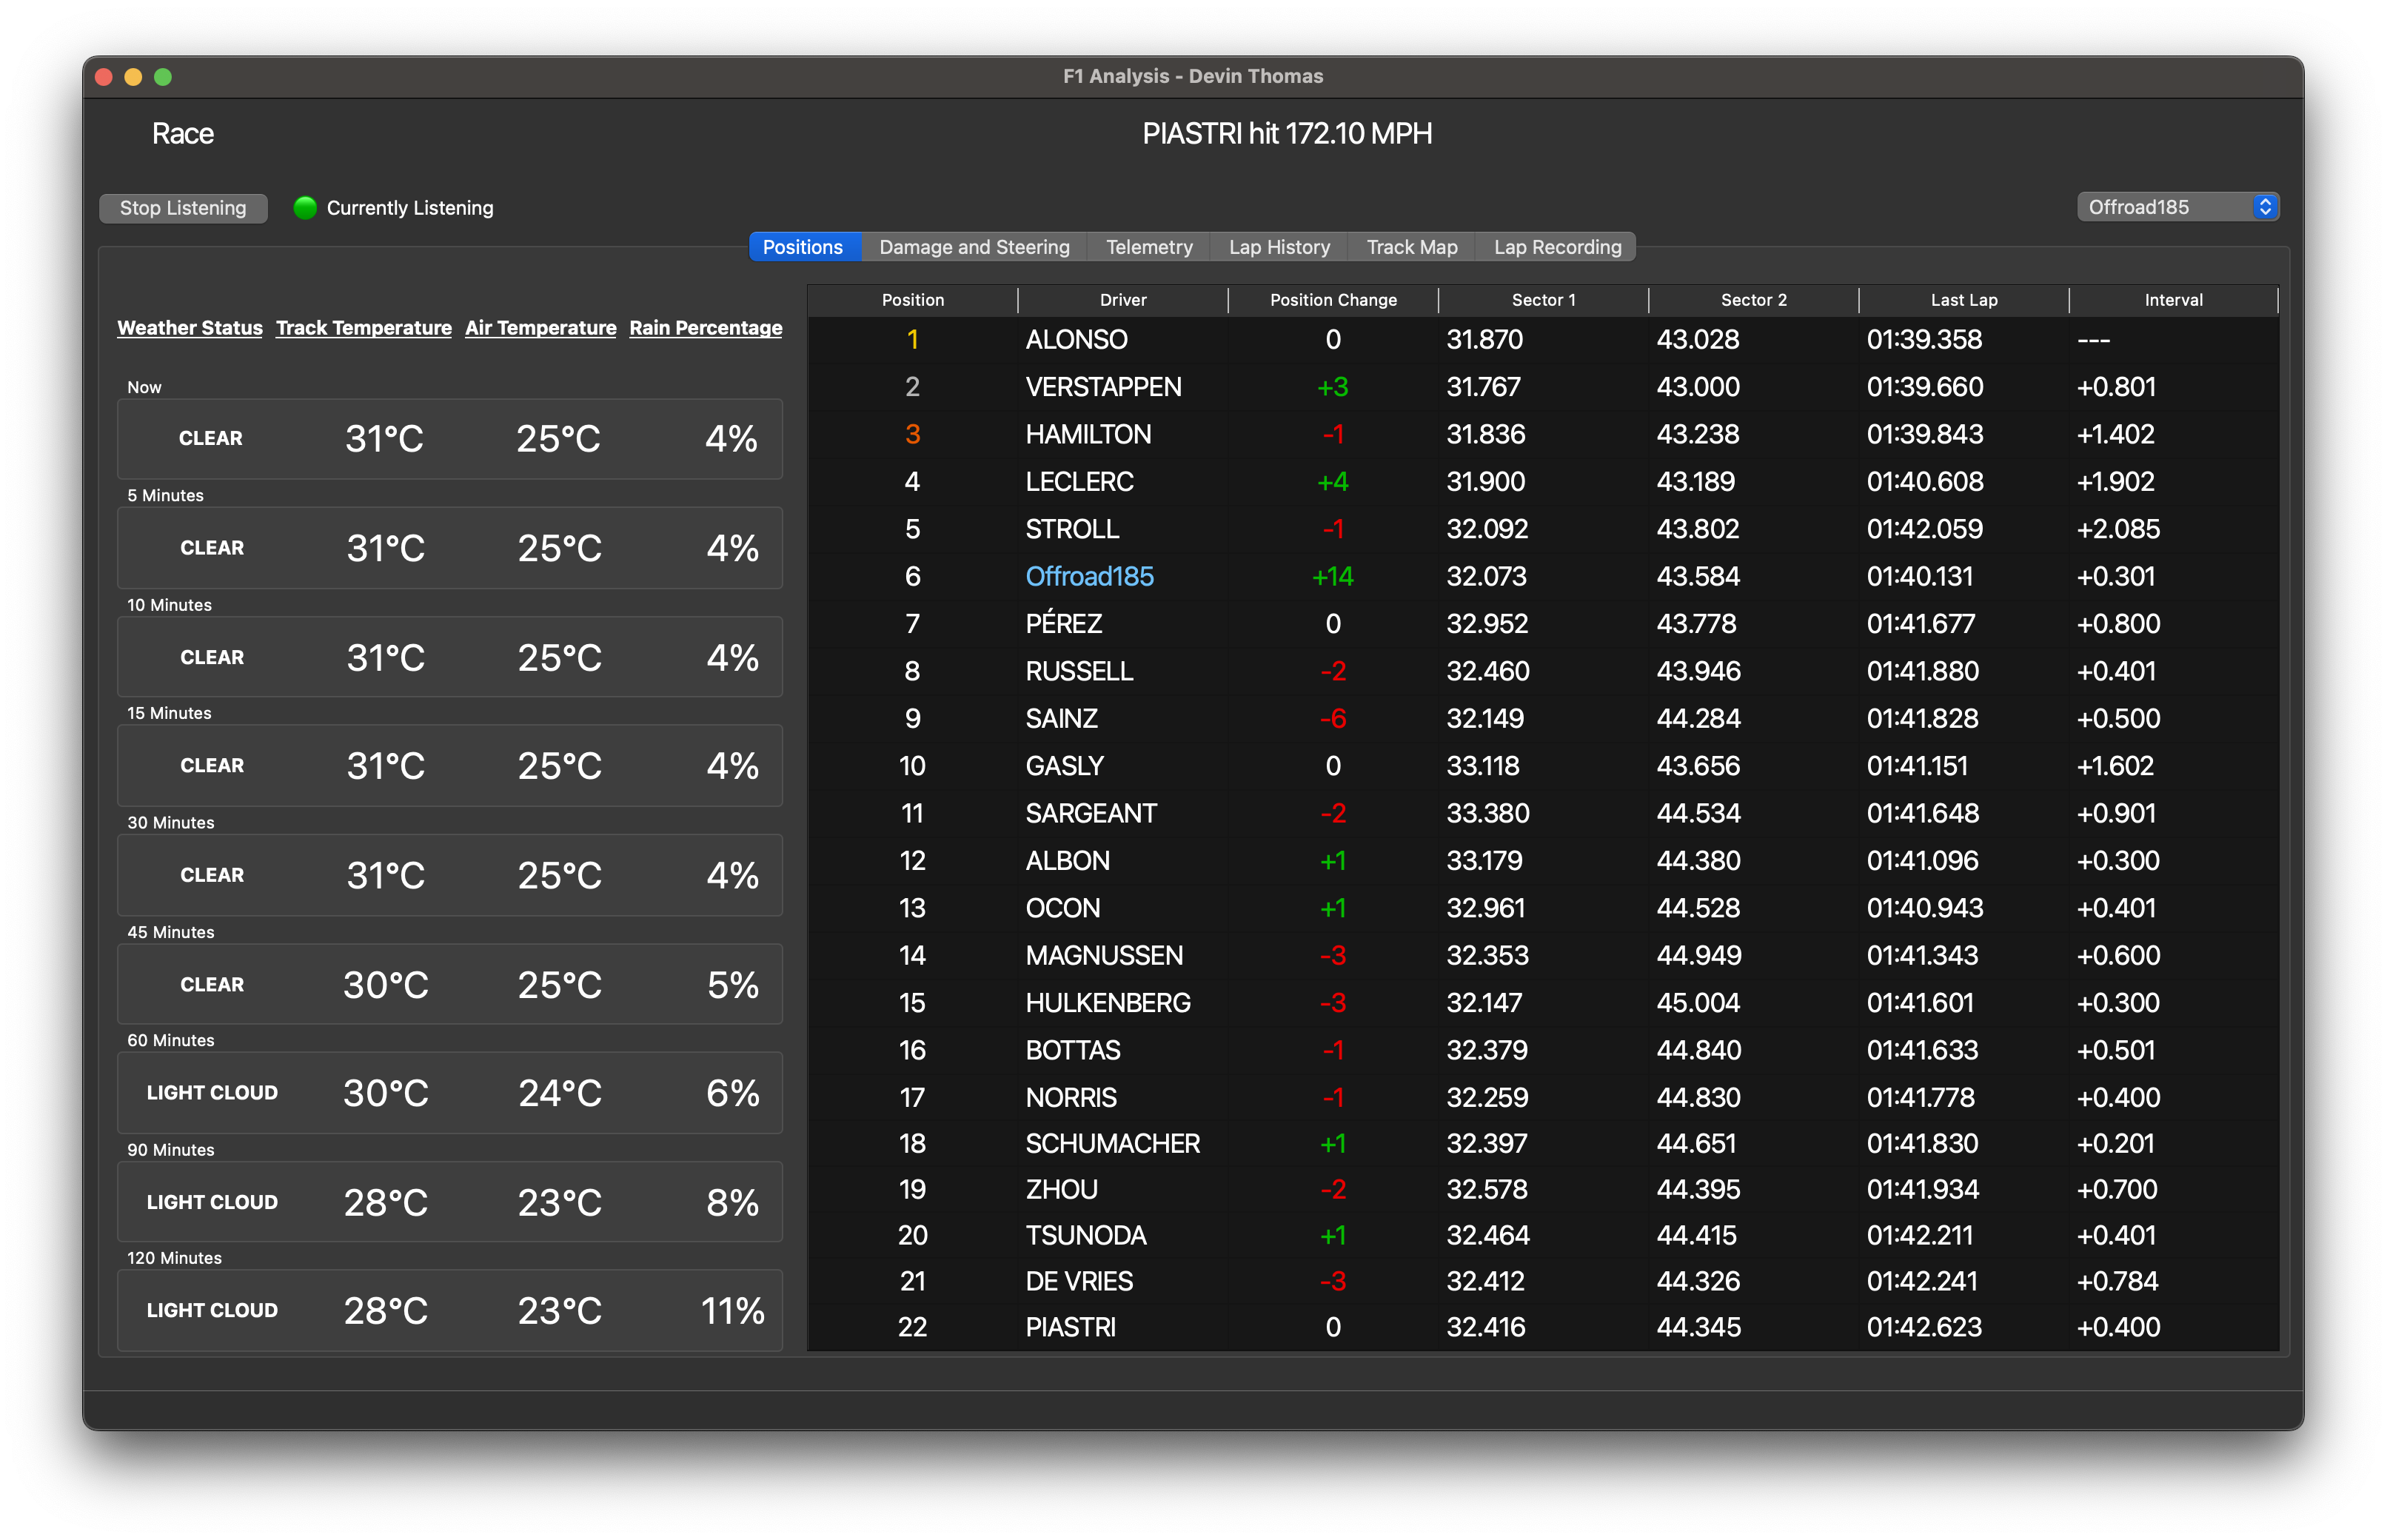 F1 Analysis - Devin Thomas
Race
PIASTRI hit 172.10 MPH
Stop Listening
Currently Listening
Offroad185
Positions Damage and Steering Telemetry Lap History Track Map Lap Recording
Weather Status Track Temperature Air Temperature Rain Percentage
Now
CLEAR 31°C 25°C 4%
5 Minutes
CLEAR 31°C 25°C 4%
10 Minutes
CLEAR 31°C 25°C 4%
15 Minutes
CLEAR 31°C 25°C 4%
30 Minutes
CLEAR 31°C 25°C 4%
45 Minutes
CLEAR 30°C 25°C 5%
60 Minutes
LIGHT CLOUD 30°C 24°C 6%
90 Minutes
LIGHT CLOUD 28°C 23°C 8%
120 Minutes
LIGHT CLOUD 28°C 23°C 11%
Position Driver Position Change Sector 1 Sector 2 Last Lap Interval
1 ALONSO 0 31.870 43.028 01:39.358 ---
2 VERSTAPPEN +3 31.767 43.000 01:39.660 +0.801
3 HAMILTON -1 31.836 43.238 01:39.843 +1.402
4 LECLERC +4 31.900 43.189 01:40.608 +1.902
5 STROLL -1 32.092 43.802 01:42.059 +2.085
6 Offroad185 +14 32.073 43.584 01:40.131 +0.301
7 PÉREZ 0 32.952 43.778 01:41.677 +0.800
8 RUSSELL -2 32.460 43.946 01:41.880 +0.401
9 SAINZ -6 32.149 44.284 01:41.828 +0.500
10 GASLY 0 33.118 43.656 01:41.151 +1.602
11 SARGEANT -2 33.380 44.534 01:41.648 +0.901
12 ALBON +1 33.179 44.380 01:41.096 +0.300
13 OCON +1 32.961 44.528 01:40.943 +0.401
14 MAGNUSSEN -3 32.353 44.949 01:41.343 +0.600
15 HULKENBERG -3 32.147 45.004 01:41.601 +0.300
16 BOTTAS -1 32.379 44.840 01:41.633 +0.501
17 NORRIS -1 32.259 44.830 01:41.778 +0.400
18 SCHUMACHER +1 32.397 44.651 01:41.830 +0.201
19 ZHOU -2 32.578 44.395 01:41.934 +0.700
20 TSUNODA +1 32.464 44.415 01:42.211 +0.401
21 DE VRIES -3 32.412 44.326 01:42.241 +0.784
22 PIASTRI 0 32.416 44.345 01:42.623 +0.400